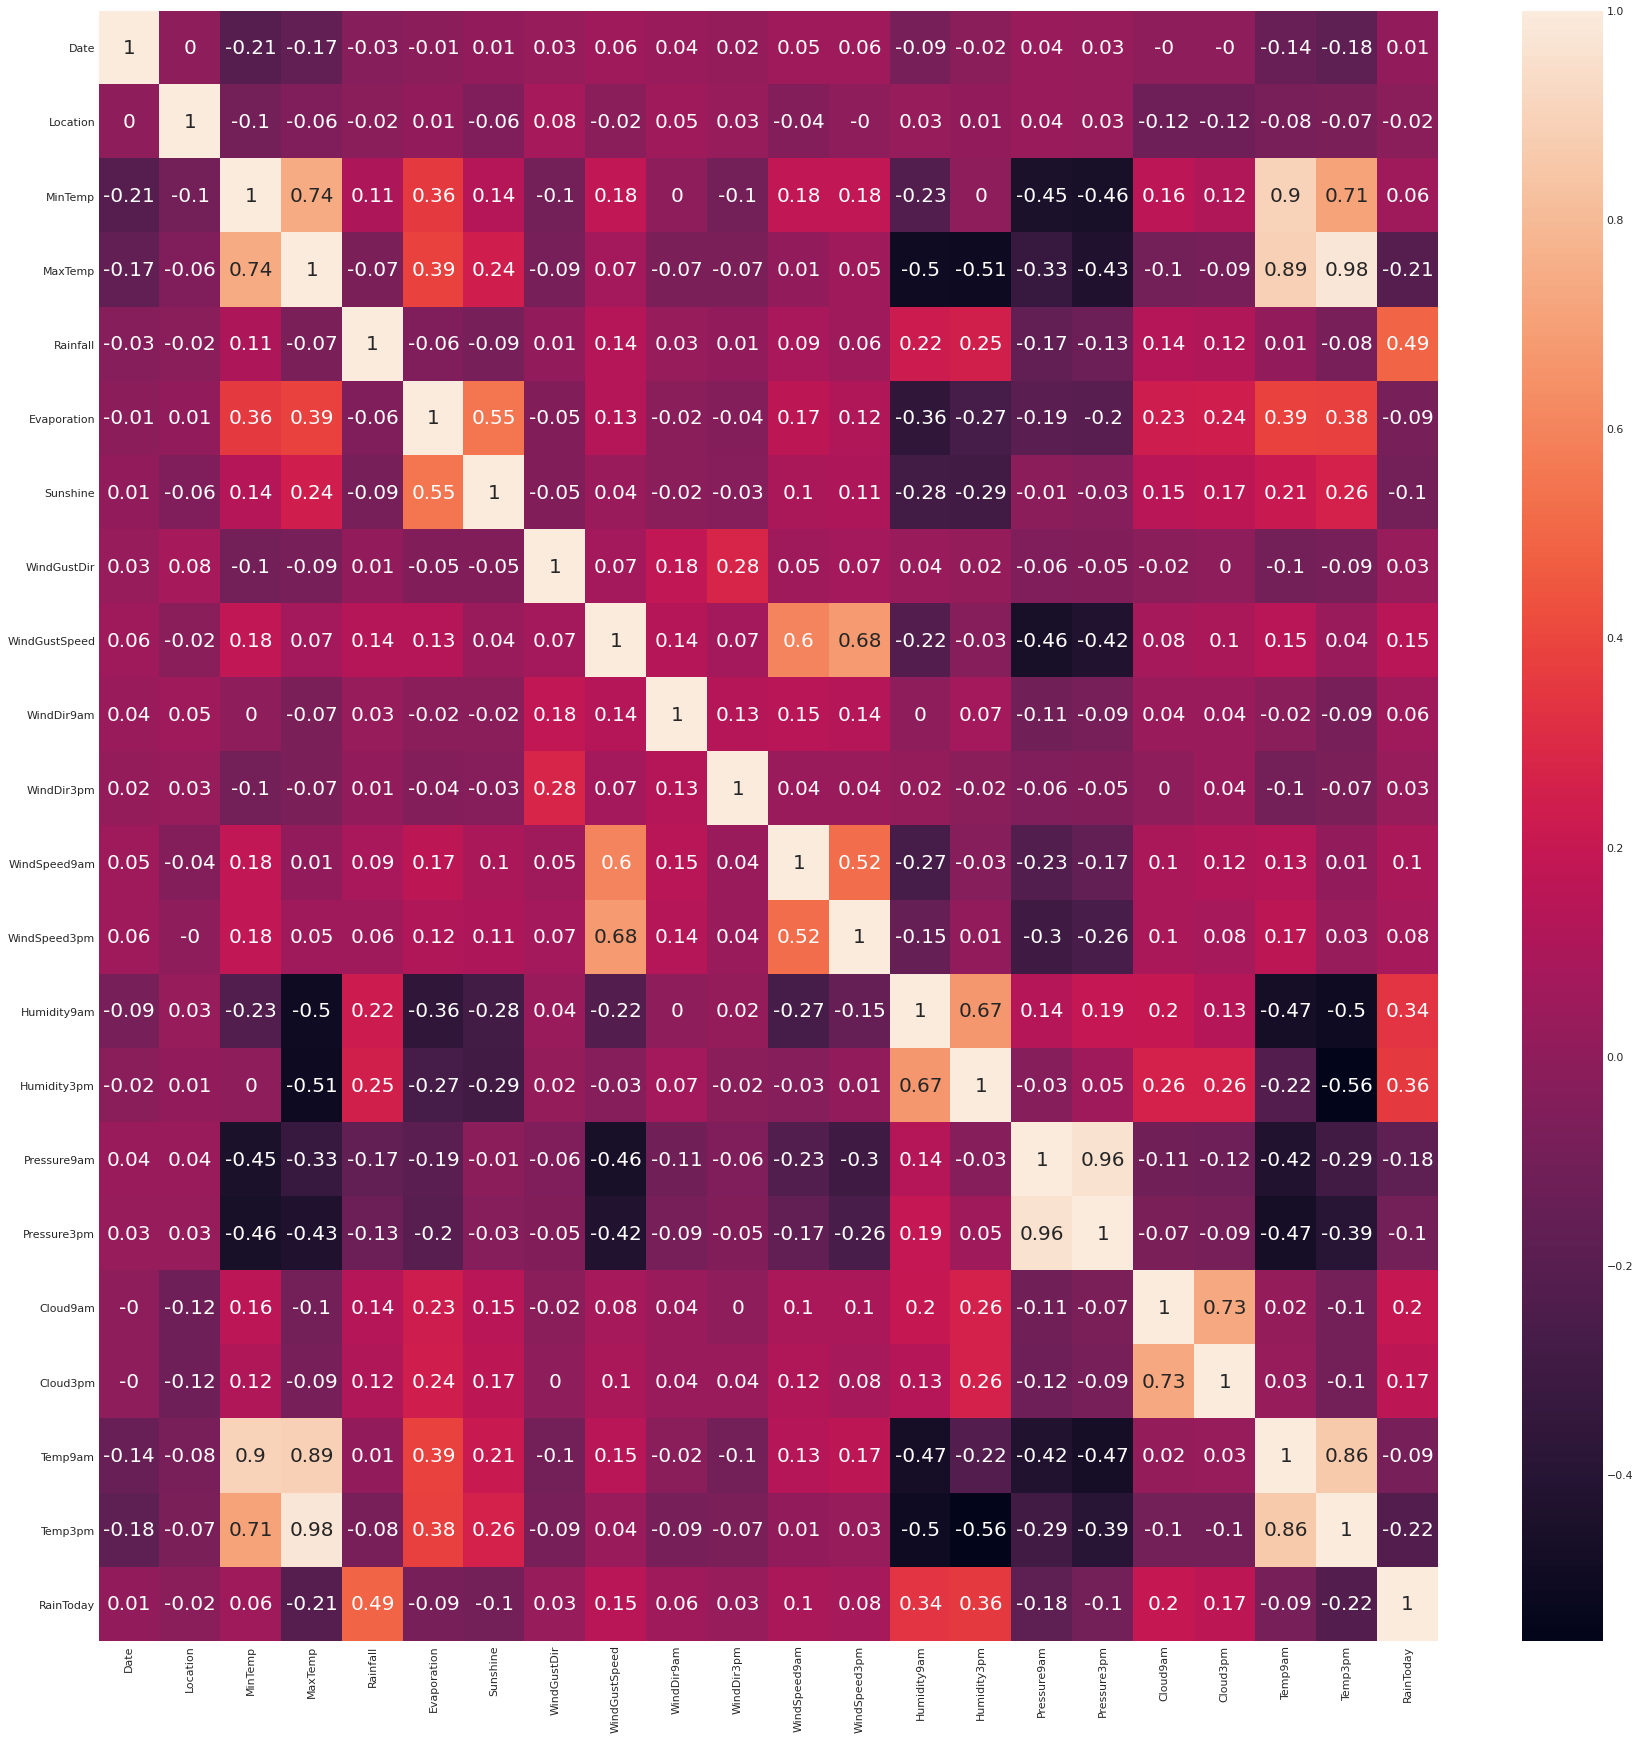 Date 1 0 -0.21 -0.17 -0.03 -0.01 0.01 0.03 0.06 0.04 0.02 0.05 0.06 -0.09 -0.02 0.04 0.03 -0 -0 -0.14 -0.18 0.01
Location 0 1 -0.1 -0.06 -0.02 0.01 -0.06 0.08 -0.02 0.05 0.03 -0.04 -0 0.03 0.01 0.04 0.03 -0.12 -0.12 -0.08 -0.07 -0.02
MinTemp -0.21 -0.1 1 0.74 0.11 0.36 0.14 -0.1 0.18 0 -0.1 0.18 0.18 -0.23 0 -0.45 -0.46 0.16 0.12 0.9 0.71 0.06
MaxTemp -0.17 -0.06 0.74 1 -0.07 0.39 0.24 -0.09 0.07 -0.07 -0.07 0.01 0.05 -0.5 -0.51 -0.33 -0.43 -0.1 -0.09 0.89 0.98 -0.21
Rainfall -0.03 -0.02 0.11 -0.07 1 -0.06 -0.09 0.01 0.14 0.03 0.01 0.09 0.06 0.22 0.25 -0.17 -0.13 0.14 0.12 0.01 -0.08 0.49
Evaporation -0.01 0.01 0.36 0.39 -0.06 1 0.55 -0.05 0.13 -0.02 -0.04 0.17 0.12 -0.36 -0.27 -0.19 -0.2 0.23 0.24 0.39 0.38 -0.09
Sunshine 0.01 -0.06 0.14 0.24 -0.09 0.55 1 -0.05 0.04 -0.02 -0.03 0.1 0.11 -0.28 -0.29 -0.01 -0.03 0.15 0.17 0.21 0.26 -0.1
WindGustDir 0.03 0.08 -0.1 -0.09 0.01 -0.05 -0.05 1 0.07 0.18 0.28 0.05 0.07 0.04 0.02 -0.06 -0.05 -0.02 0 -0.1 -0.09 0.03
WindGustSpeed 0.06 -0.02 0.18 0.07 0.14 0.13 0.04 0.07 1 0.14 0.07 0.6 0.68 -0.22 -0.03 -0.46 -0.42 0.08 0.1 0.15 0.04 0.15
WindDir9am 0.04 0.05 0 -0.07 0.03 -0.02 -0.02 0.18 0.14 1 0.13 0.15 0.14 0 0.07 -0.11 -0.09 0.04 0.04 -0.02 -0.09 0.06
WindDir3pm 0.02 0.03 -0.1 -0.07 0.01 -0.04 -0.03 0.28 0.07 0.13 1 0.04 0.04 0.02 -0.02 -0.06 -0.05 0 0.04 -0.1 -0.07 0.03
WindSpeed9am 0.05 -0.04 0.18 0.01 0.09 0.17 0.1 0.05 0.6 0.15 0.04 1 0.52 -0.27 -0.03 -0.23 -0.17 0.1 0.12 0.13 0.01 0.1
WindSpeed3pm 0.06 -0 0.18 0.05 0.06 0.12 0.11 0.07 0.68 0.14 0.04 0.52 1 -0.15 0.01 -0.3 -0.26 0.1 0.08 0.17 0.03 0.08
Humidity9am -0.09 0.03 -0.23 -0.5 0.22 -0.36 -0.28 0.04 -0.22 0 0.02 -0.27 -0.15 1 0.67 0.14 0.19 0.2 0.13 -0.47 -0.5 0.34
Humidity3pm -0.02 0.01 0 -0.51 0.25 -0.27 -0.29 0.02 -0.03 0.07 -0.02 -0.03 0.01 0.67 1 -0.03 0.05 0.26 0.26 -0.22 -0.56 0.36
Pressure9am 0.04 0.04 -0.45 -0.33 -0.17 -0.19 -0.01 -0.06 -0.46 -0.11 -0.06 -0.23 -0.3 0.14 -0.03 1 0.96 -0.11 -0.12 -0.42 -0.29 -0.18
Pressure3pm 0.03 0.03 -0.46 -0.43 -0.13 -0.2 -0.03 -0.05 -0.42 -0.09 -0.05 -0.17 -0.26 0.19 0.05 0.96 1 -0.07 -0.09 -0.47 -0.39 -0.1
Cloud9am -0 -0.12 0.16 -0.1 0.14 0.23 0.15 -0.02 0.08 0.04 0 0.1 0.1 0.2 0.26 -0.11 -0.07 1 0.73 0.02 -0.1 0.2
Cloud3pm -0 -0.12 0.12 -0.09 0.12 0.24 0.17 0 0.1 0.04 0.04 0.12 0.08 0.13 0.26 -0.12 -0.09 0.73 1 0.03 -0.1 0.17
Temp9am -0.14 -0.08 0.9 0.89 0.01 0.39 0.21 -0.1 0.15 -0.02 -0.1 0.13 0.17 -0.47 -0.22 -0.42 -0.47 0.02 0.03 1 0.86 -0.09
Temp3pm -0.18 -0.07 0.71 0.98 -0.08 0.38 0.26 -0.09 0.04 -0.09 -0.07 0.01 0.03 -0.5 -0.56 -0.29 -0.39 -0.1 -0.1 0.86 1 -0.22
RainToday 0.01 -0.02 0.06 -0.21 0.49 -0.09 -0.1 0.03 0.15 0.06 0.03 0.1 0.08 0.34 0.36 -0.18 -0.1 0.2 0.17 -0.09 -0.22 1
Date Location MinTemp MaxTemp Rainfall Evaporation Sunshine WindGustDir WindGustSpeed WindDir9am WindDir3pm WindSpeed9am WindSpeed3pm Humidity9am Humidity3pm Pressure9am Pressure3pm Cloud9am Cloud3pm Temp9am Temp3pm RainToday
1.0
0.8
0.6
0.4
0.2
0.0
−0.2
−0.4